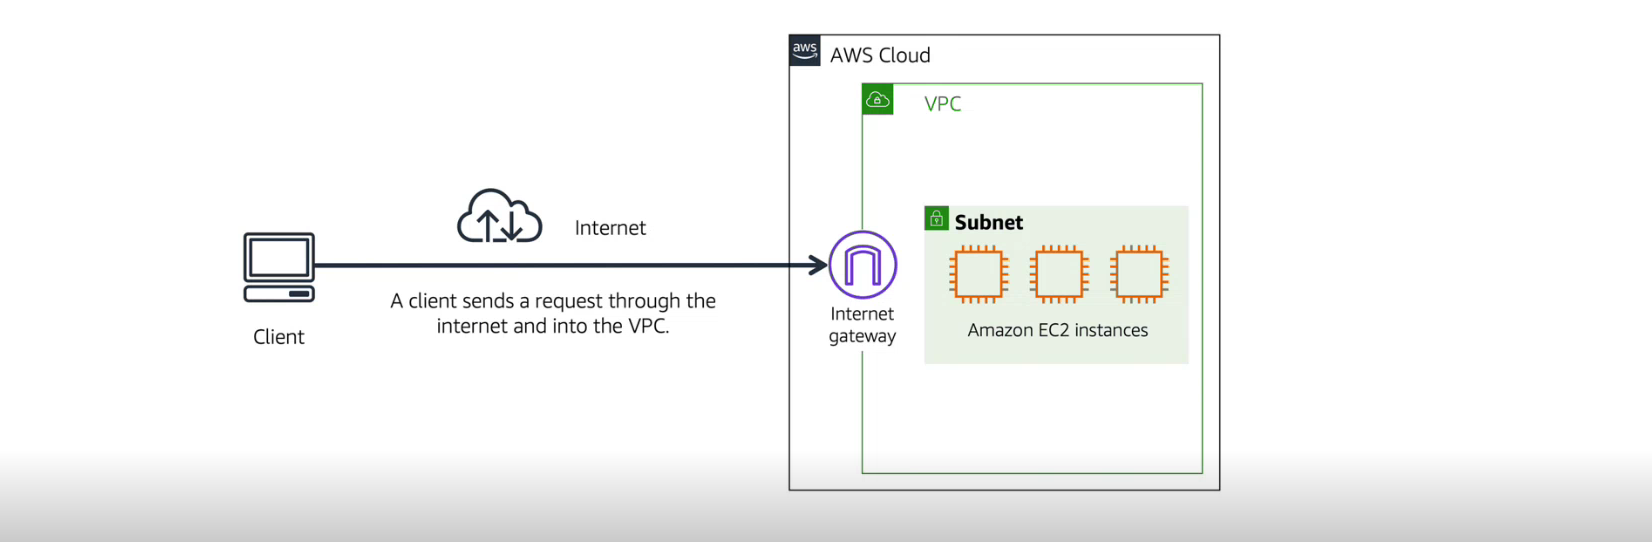 aws
AWS Cloud
VPC
Internet
Subnet
A client sends a request through the
internet and into the VPC.
Client
Internet
gateway
Amazon EC2 instances